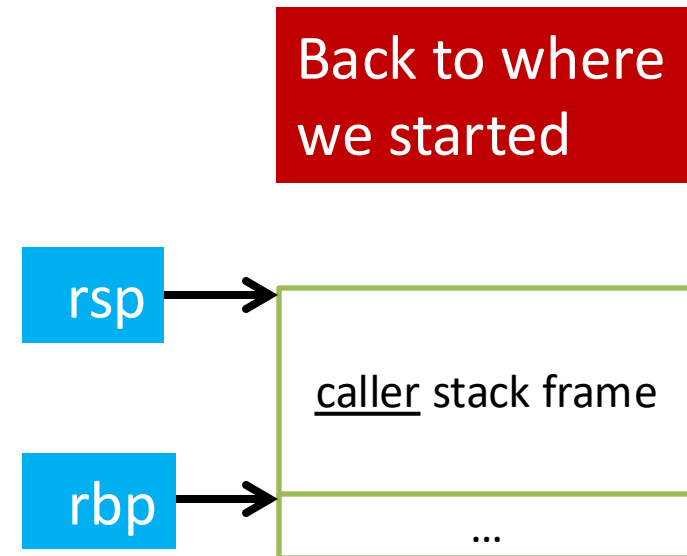 Back to where
we started
rsp
caller stack frame
rbp
...